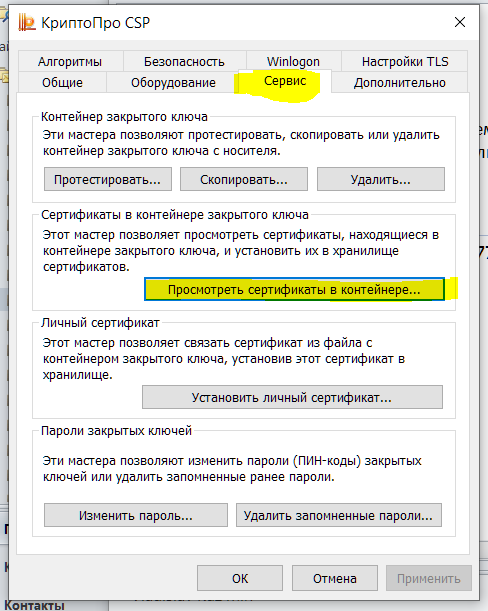 КриптоПро CSP
Алгоритмы Безопасность Winlogon Настройки TLS
Общие Оборудование Сервис Дополнительно
Контейнер закрытого ключа
Эти мастера позволяют протестировать, скопировать или удалить
контейнер закрытого ключа с носителя.
Протестировать... Скопировать... Удалить...
Сертификаты в контейнере закрытого ключа
Этот мастер позволяет просмотреть сертификаты, находящиеся в
контейнере закрытого ключа, и установить их в хранилище
сертификатов.
Просмотреть сертификаты в контейнере...
Личный сертификат
Этот мастер позволяет связать сертификат из файла с
контейнером закрытого ключа, установив этот сертификат в
хранилище.
Установить личный сертификат...
Пароли закрытых ключей
Эти мастера позволяют изменить пароли (ПИН-коды) закрытых
ключей или удалить запомненные ранее пароли.
Изменить пароль... Удалить запомненные пароли...
ОК Отмена Применить
Контакты